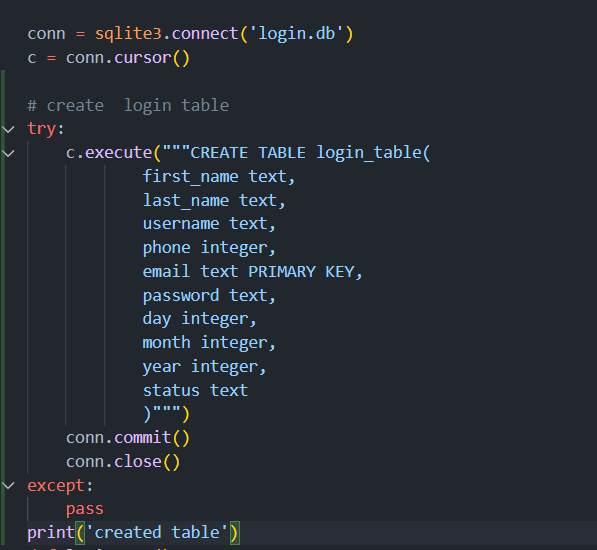 conn = sqlite3.connect('login.db')
c = conn.cursor()
# create  login table
try:
    c.execute("""CREATE TABLE login_table(
            first_name text,
            last_name text,
            username text,
            phone integer,
            email text PRIMARY KEY,
            password text,
            day integer,
            month integer,
            year integer,
            status text
            )""")
    conn.commit()
    conn.close()
except:
    pass
print('created table')